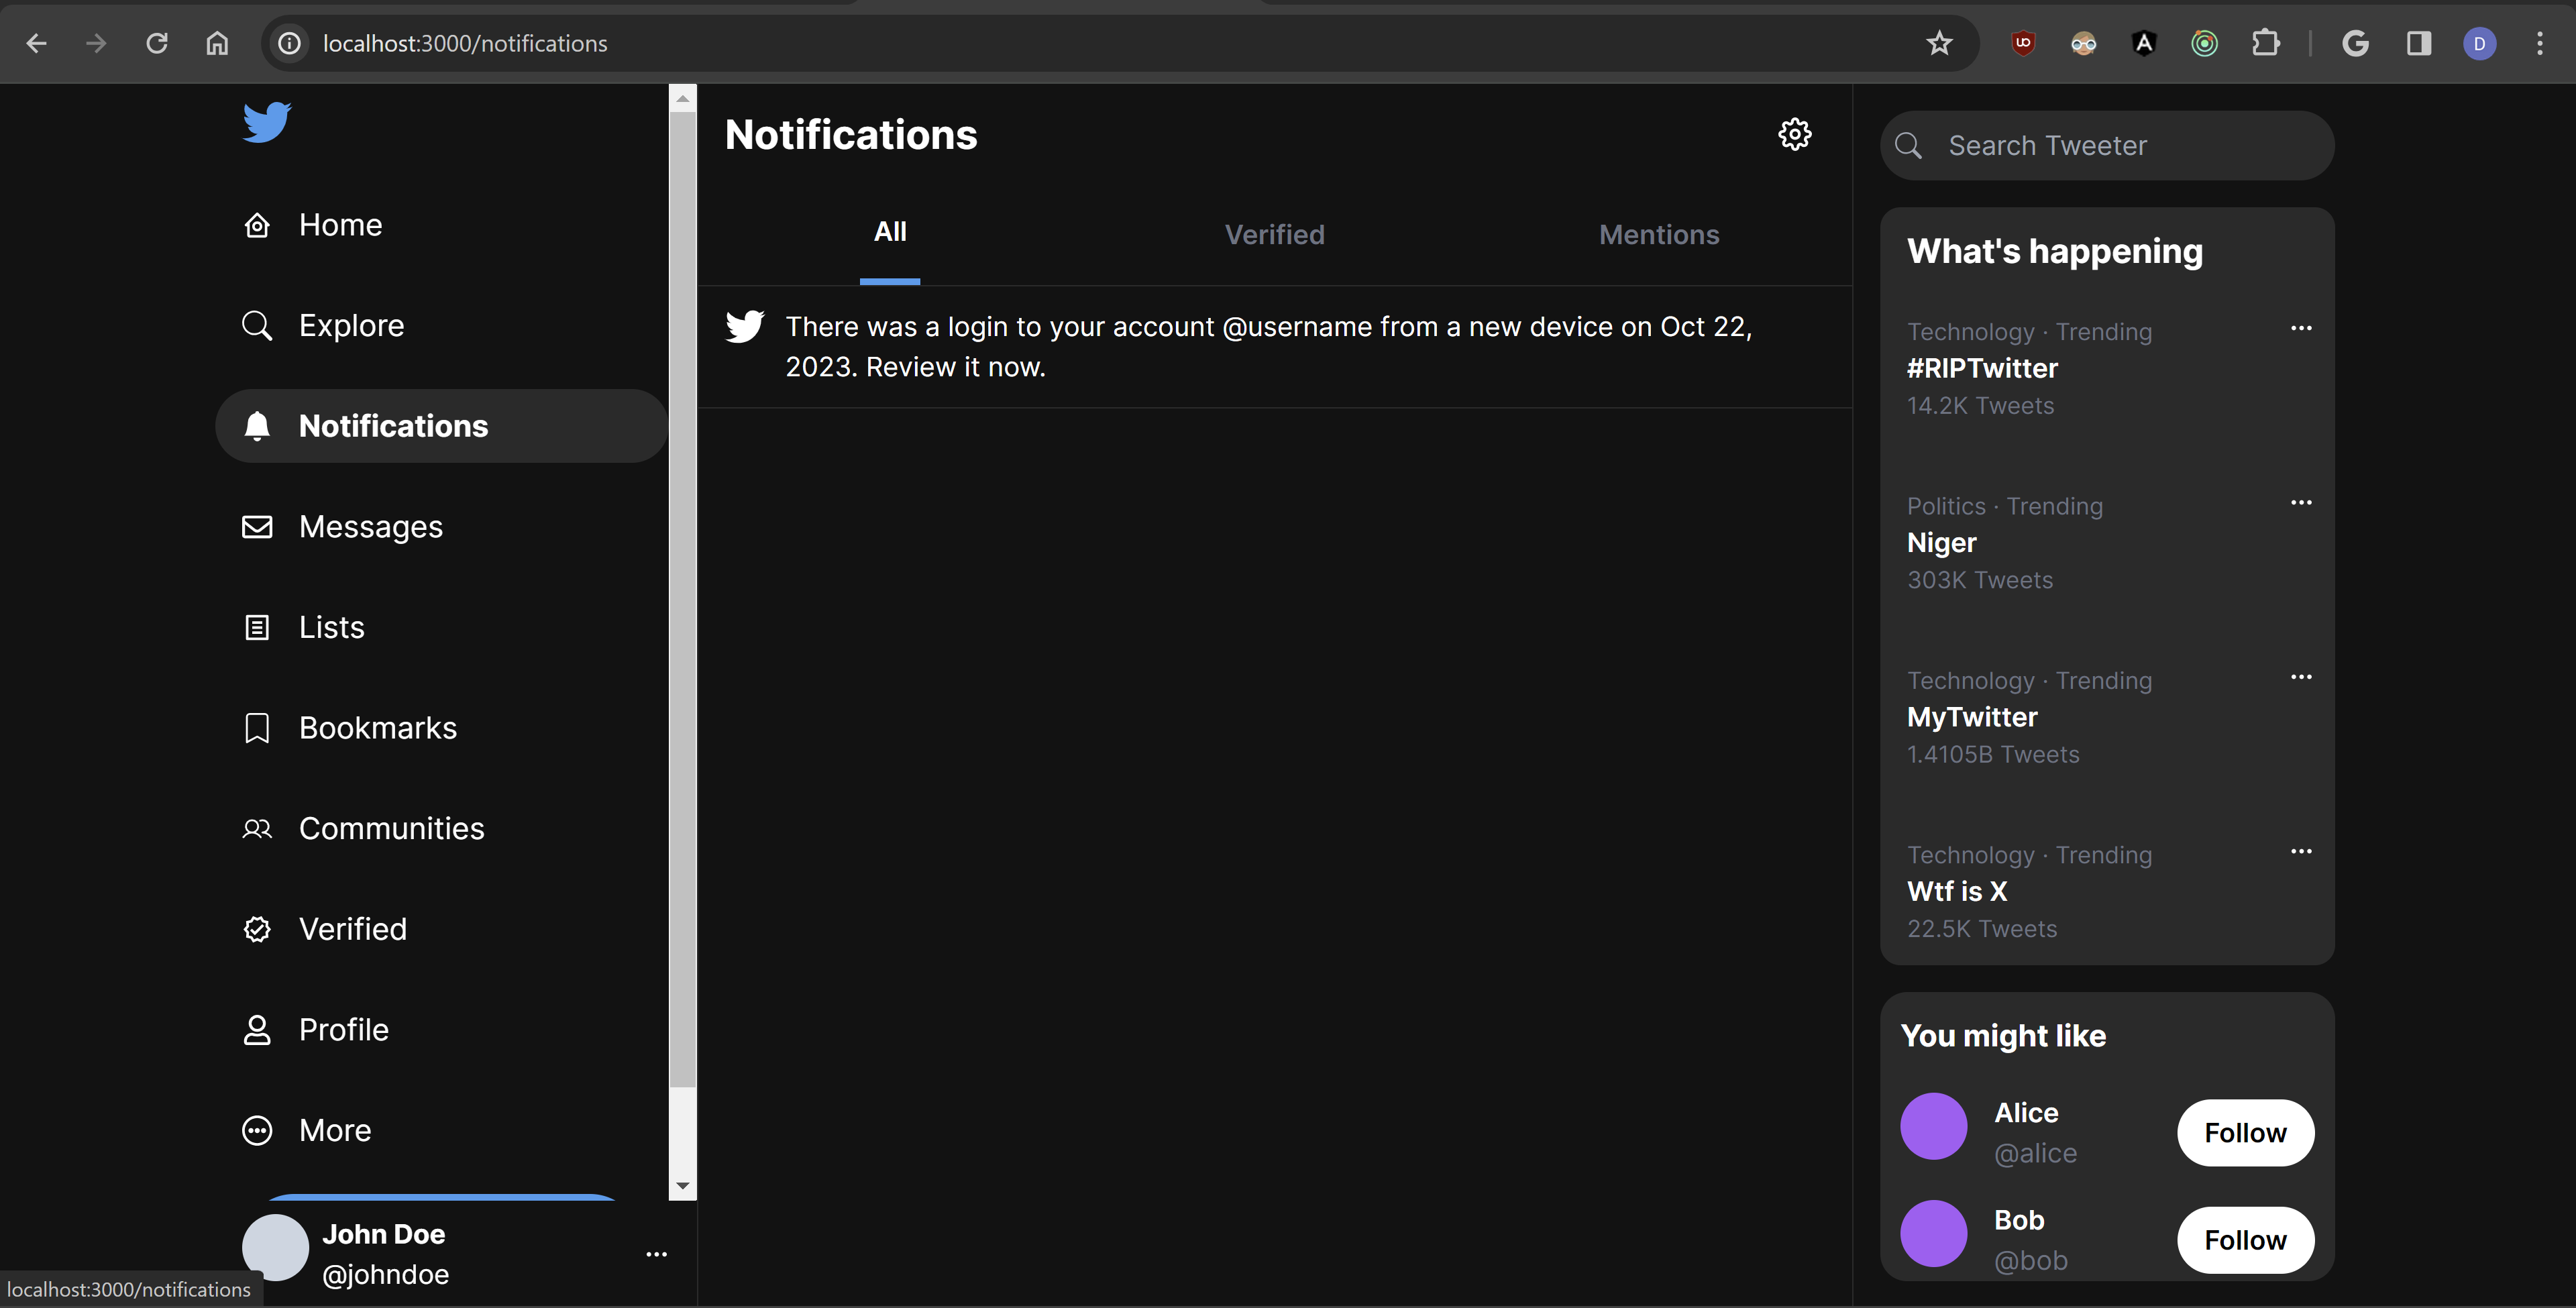 localhost:3000/notifications
D
Home
Explore
Notifications
Messages
Lists
Bookmarks
Communities
Verified
Profile
More
John Doe
@johndoe
localhost:3000/notifications
Notifications
All
Verified
Mentions
There was a login to your account @username from a new device on Oct 22,
2023. Review it now.
Search Tweeter
What's happening
Technology · Trending
#RIPTwitter
14.2K Tweets
Politics · Trending
Niger
303K Tweets
Technology · Trending
MyTwitter
1.4105B Tweets
Technology · Trending
Wtf is X
22.5K Tweets
You might like
Alice
@alice
Follow
Bob
@bob
Follow